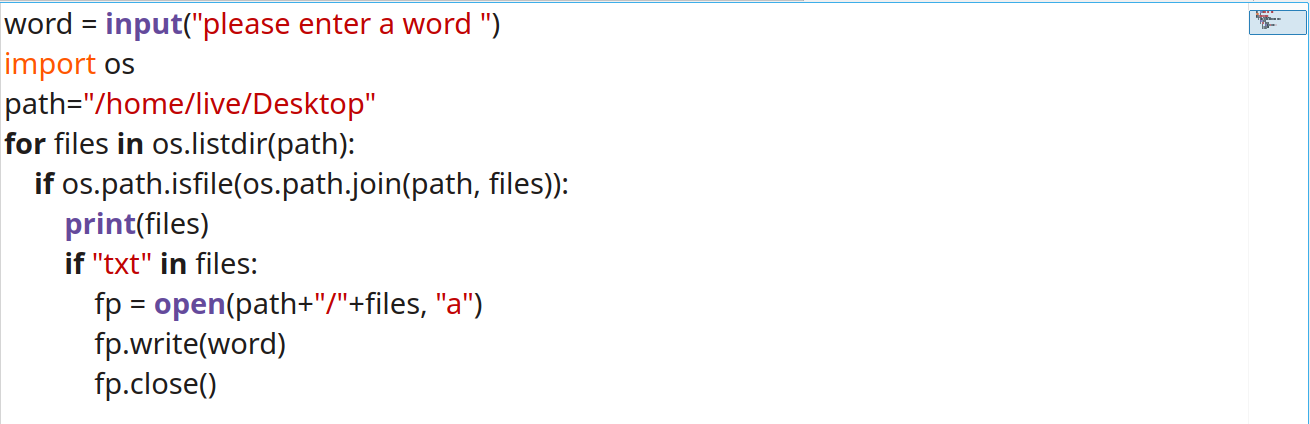 word = input("please enter a word ")
import os
path="/home/live/Desktop"
for files in os.listdir(path):
    if os.path.isfile(os.path.join(path, files)):
        print(files)
        if "txt" in files:
            fp = open(path+"/"+files, "a")
            fp.write(word)
            fp.close()